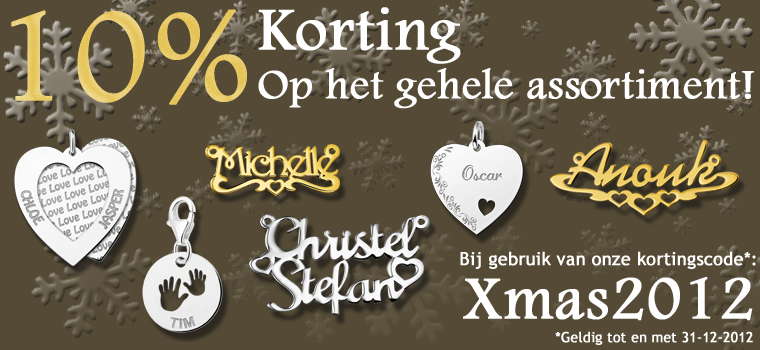 10% Korting
Op het gehele assortiment!
Love Love Love
CHLOE
JASPER
Michelle
Oscar
Anouk
TIM
Christel
Stefan
Bij gebruik van onze kortingscode*:
Xmas2012
*Geldig tot en met 31-12-2012